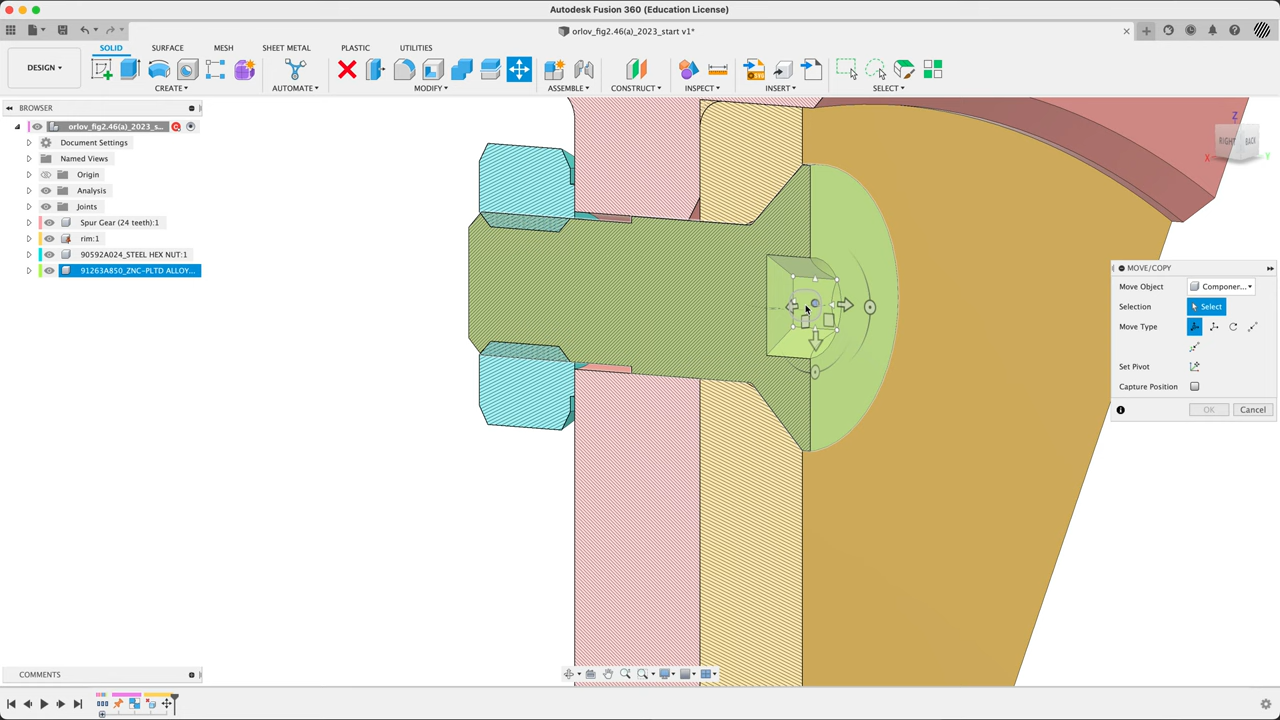 Autodesk Fusion 360 (Education License)
orlov_fig2.46(a)_2023_start v1*
DESIGN
SOLID SURFACE MESH SHEET METAL PLASTIC UTILITIES
CREATE AUTOMATE MODIFY ASSEMBLE CONSTRUCT INSPECT INSERT SELECT
BROWSER
orlov_fig2.46(a)_2023_s...
Document Settings
Named Views
Origin
Analysis
Joints
Spur Gear (24 teeth):1
rim:1
90592A024_STEEL HEX NUT:1
91263A850_ZNC-PLTD ALLOY...
Z
RIGHT BACK
X Y
MOVE/COPY
Move Object Componen...
Selection Select
Move Type
Set Pivot
Capture Position
OK Cancel
COMMENTS